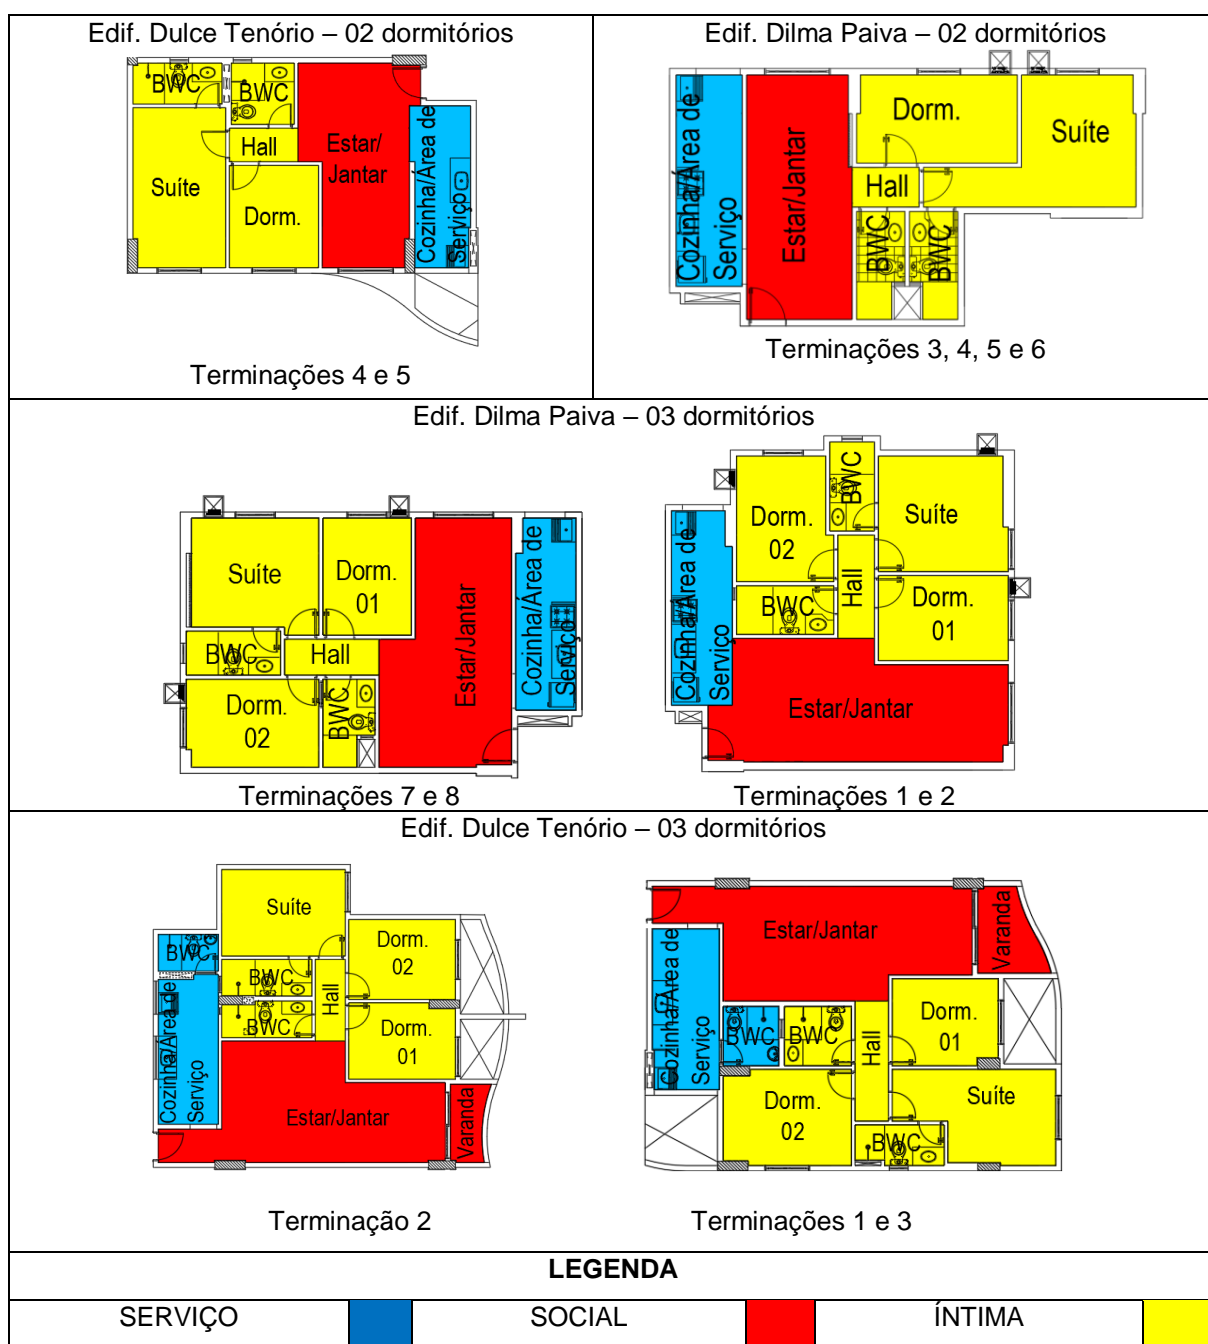 Edif. Dulce Tenório – 02 dormitórios
BWC
BWC
Hall
Estar/
Jantar
Suíte
Dorm.
Cozinha/Área de
Serviço
Terminações 4 e 5
Edif. Dilma Paiva – 02 dormitórios
Cozinha/Área de
Serviço
Estar/Jantar
Dorm.
Suíte
Hall
BWC
BWC
Terminações 3, 4, 5 e 6
Edif. Dilma Paiva – 03 dormitórios
Suíte
Dorm.
01
Estar/Jantar
Cozinha/Área de
Serviço
BWC
Hall
Dorm.
02
BWC
Terminações 7 e 8
BWC
Dorm.
02
Suíte
Cozinha/Área de
Serviço
Hall
BWC
Dorm.
01
Estar/Jantar
Terminações 1 e 2
Edif. Dulce Tenório – 03 dormitórios
Suíte
BWC
Dorm.
02
BWC
Hall
Cozinha/Área de
Serviço
BWC
Dorm.
01
Estar/Jantar
Varanda
Terminação 2
Estar/Jantar
Varanda
Cozinha/Área de
Serviço
BWC
BWC
Hall
Dorm.
01
Dorm.
02
Suíte
BWC
Terminações 1 e 3
LEGENDA
SERVIÇO
SOCIAL
ÍNTIMA